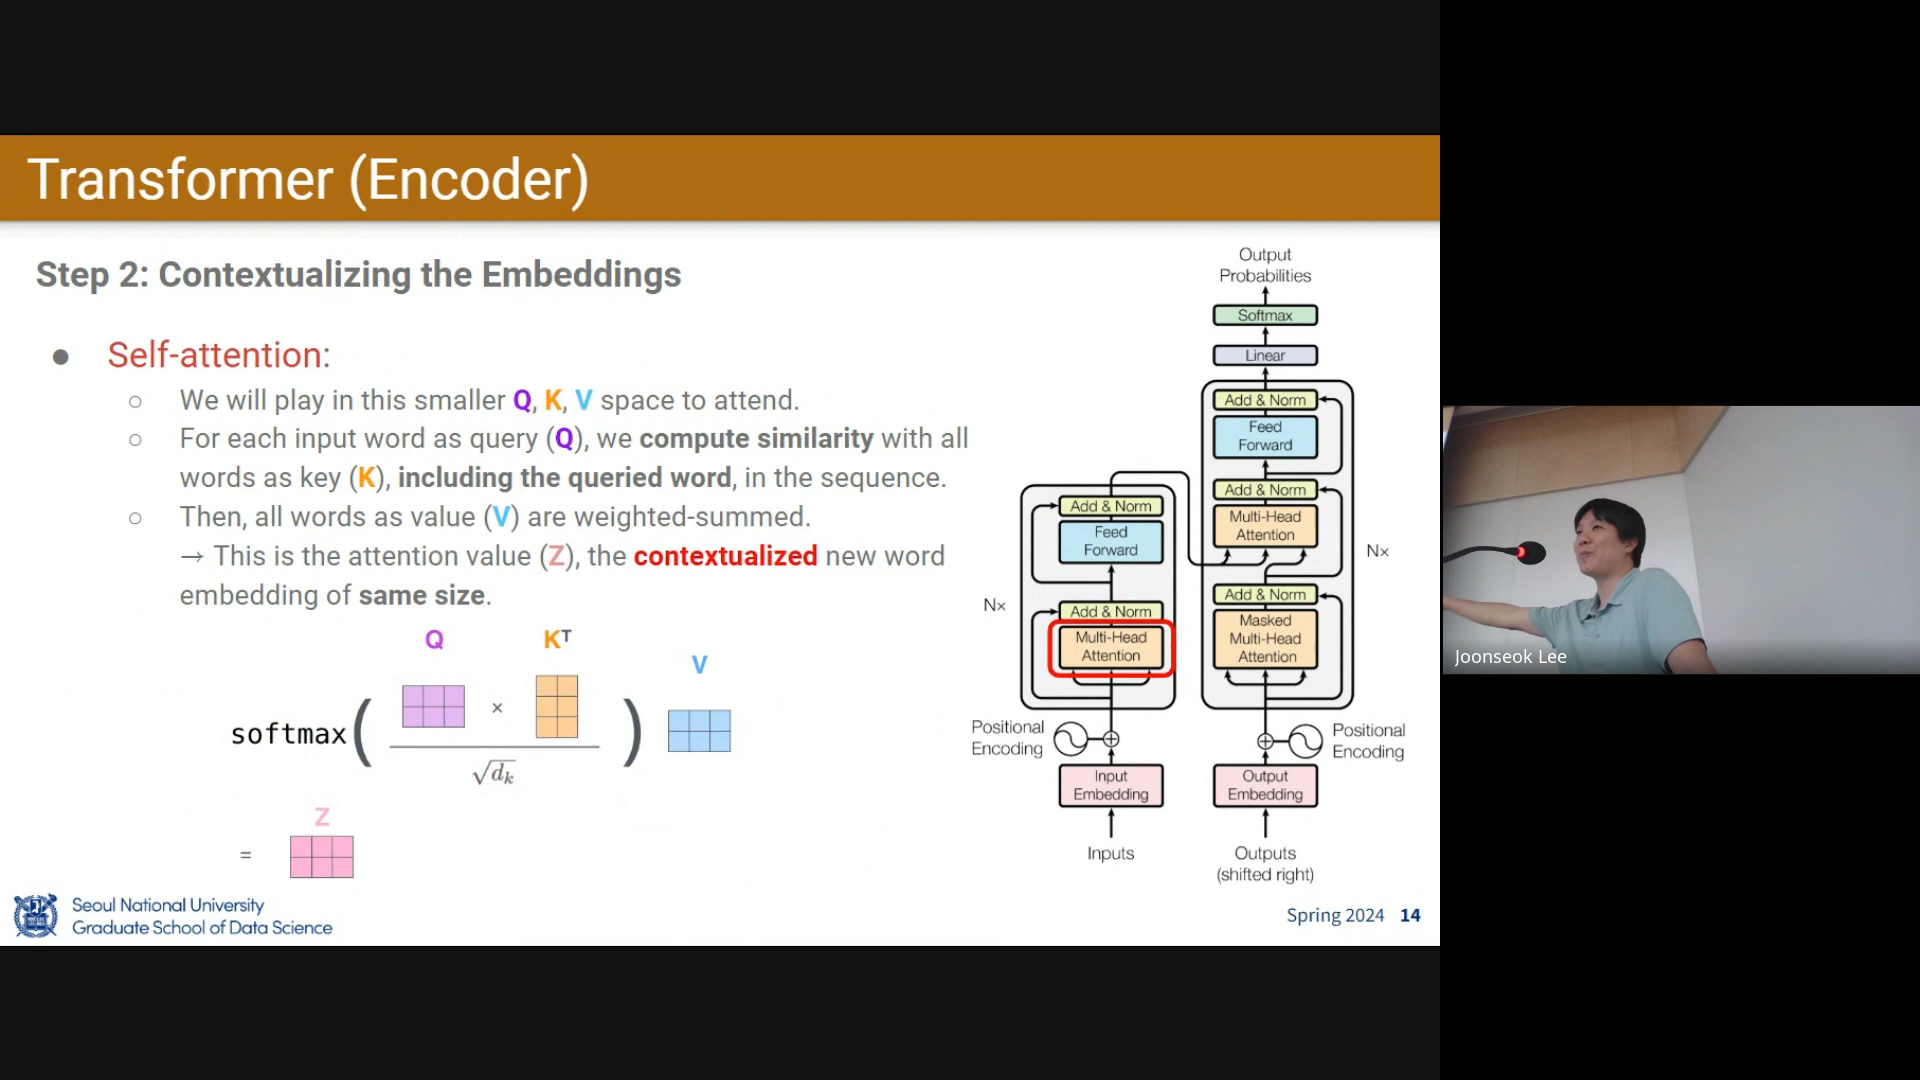 Transformer (Encoder)
Step 2: Contextualizing the Embeddings
● Self-attention:
○ We will play in this smaller Q, K, V space to attend.
○ For each input word as query (Q), we compute similarity with all
words as key (K), including the queried word, in the sequence.
○ Then, all words as value (V) are weighted-summed.
→ This is the attention value (Z), the contextualized new word
embedding of same size.
Q
Kᵀ
V
softmax( × )
√dₖ
Z
=
Output
Probabilities
Softmax
Linear
Add & Norm
Feed
Forward
Add & Norm
Multi-Head
Attention
Nx
Add & Norm
Masked
Multi-Head
Attention
Positional
Encoding
Output
Embedding
Outputs
(shifted right)
Add & Norm
Feed
Forward
Nx
Add & Norm
Multi-Head
Attention
Positional
Encoding
Input
Embedding
Inputs
Seoul National University
Graduate School of Data Science
Spring 2024 14
Joonseok Lee